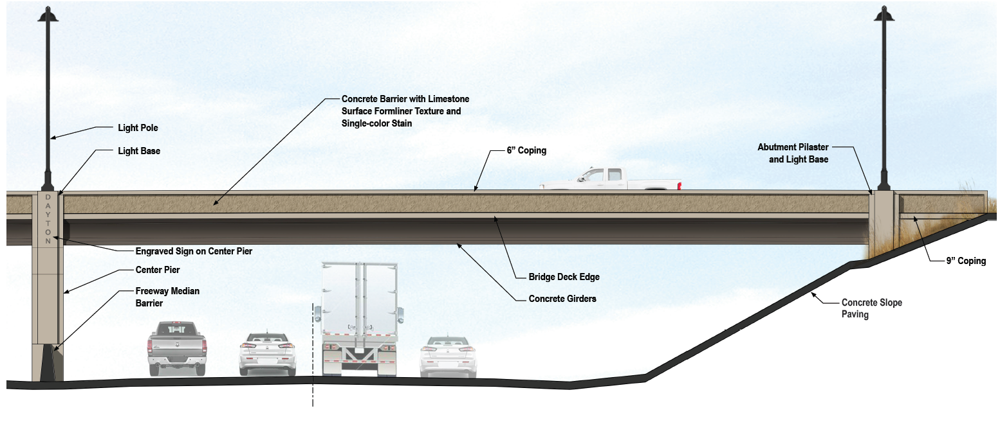 Concrete Barrier with Limestone
Surface Formliner Texture and
Single-color Stain
Light Pole
Light Base
6” Coping
Abutment Pilaster
and Light Base
D
A
Y
T
O
N
Engraved Sign on Center Pier
Center Pier
Freeway Median
Barrier
Bridge Deck Edge
Concrete Girders
9” Coping
Concrete Slope
Paving